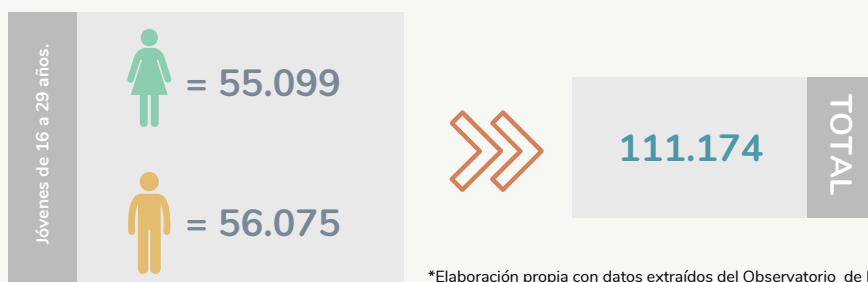 Jóvenes de 16 a 29 años.
= 55.099
= 56.075
111.174
TOTAL
*Elaboración propia con datos extraídos del Observatorio de